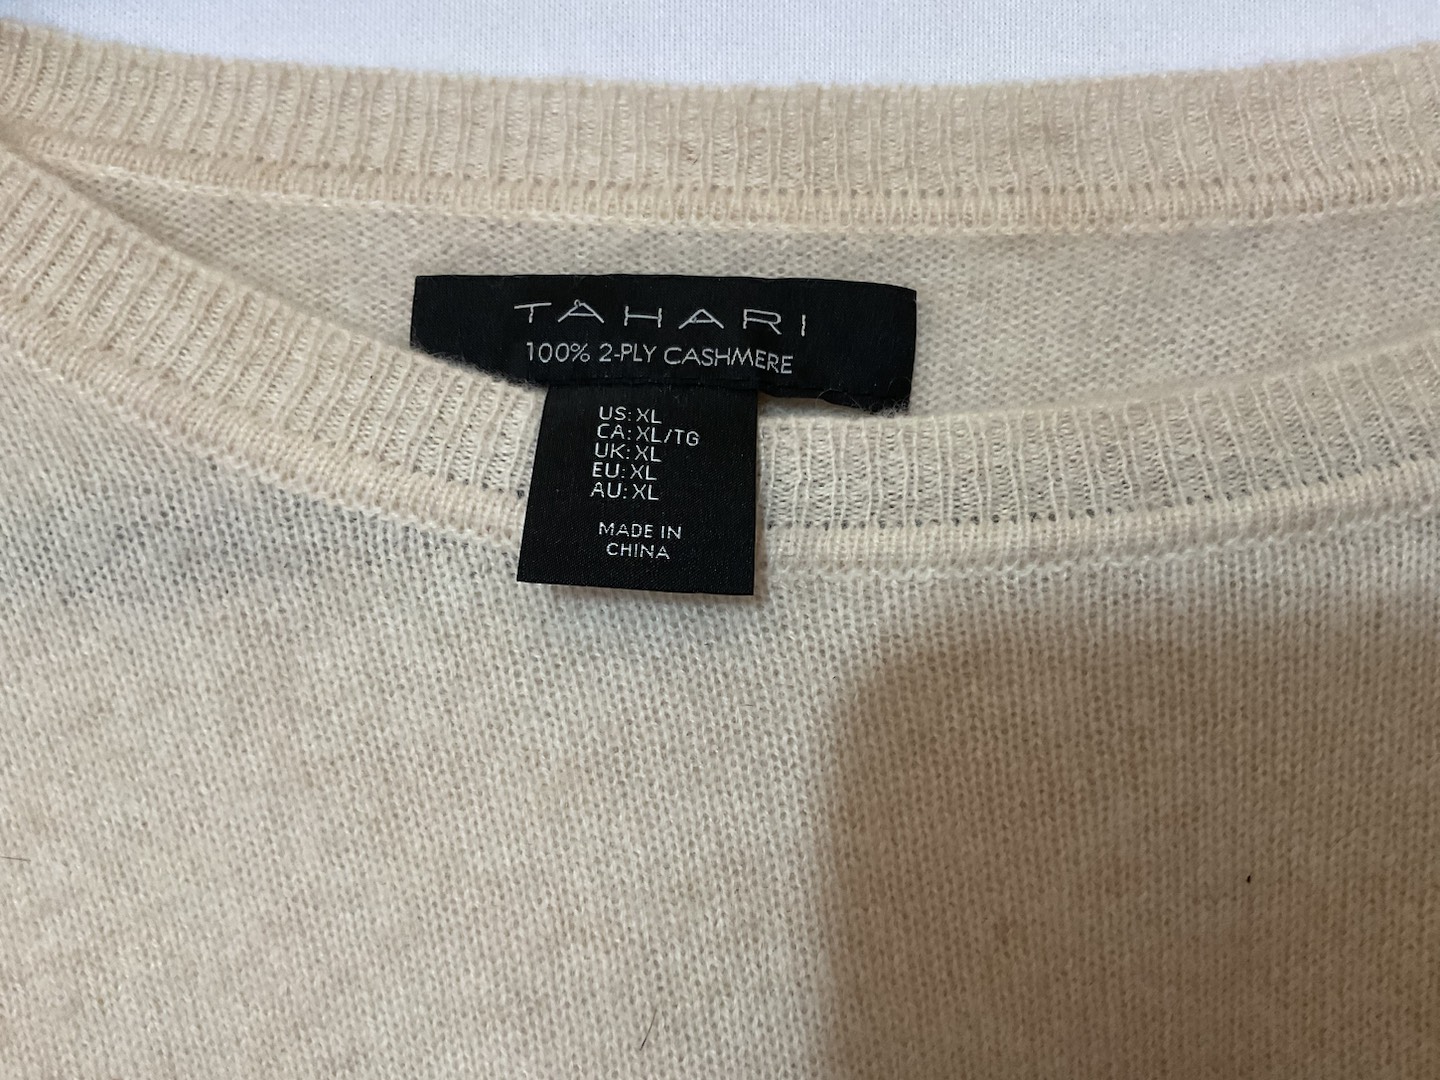 TAHARI
100% 2-PLY CASHMERE
US: XL
CA: XL/TG
UK: XL
EU: XL
AU: XL
MADE IN
CHINA